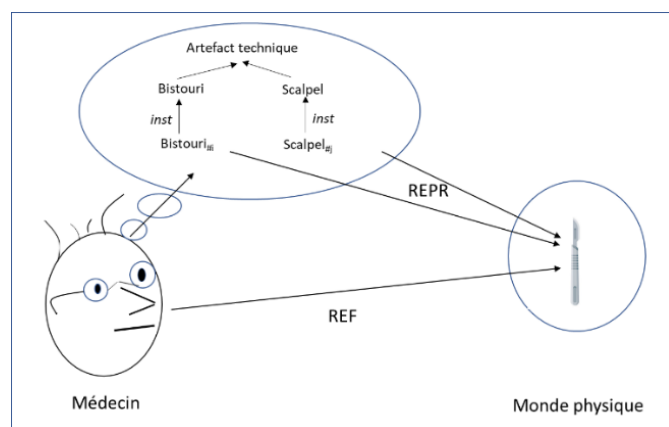 Artefact technique
Bistouri Scalpel
inst inst
Bistouri#i Scalpel#j
REPR
REF
Médecin Monde physique